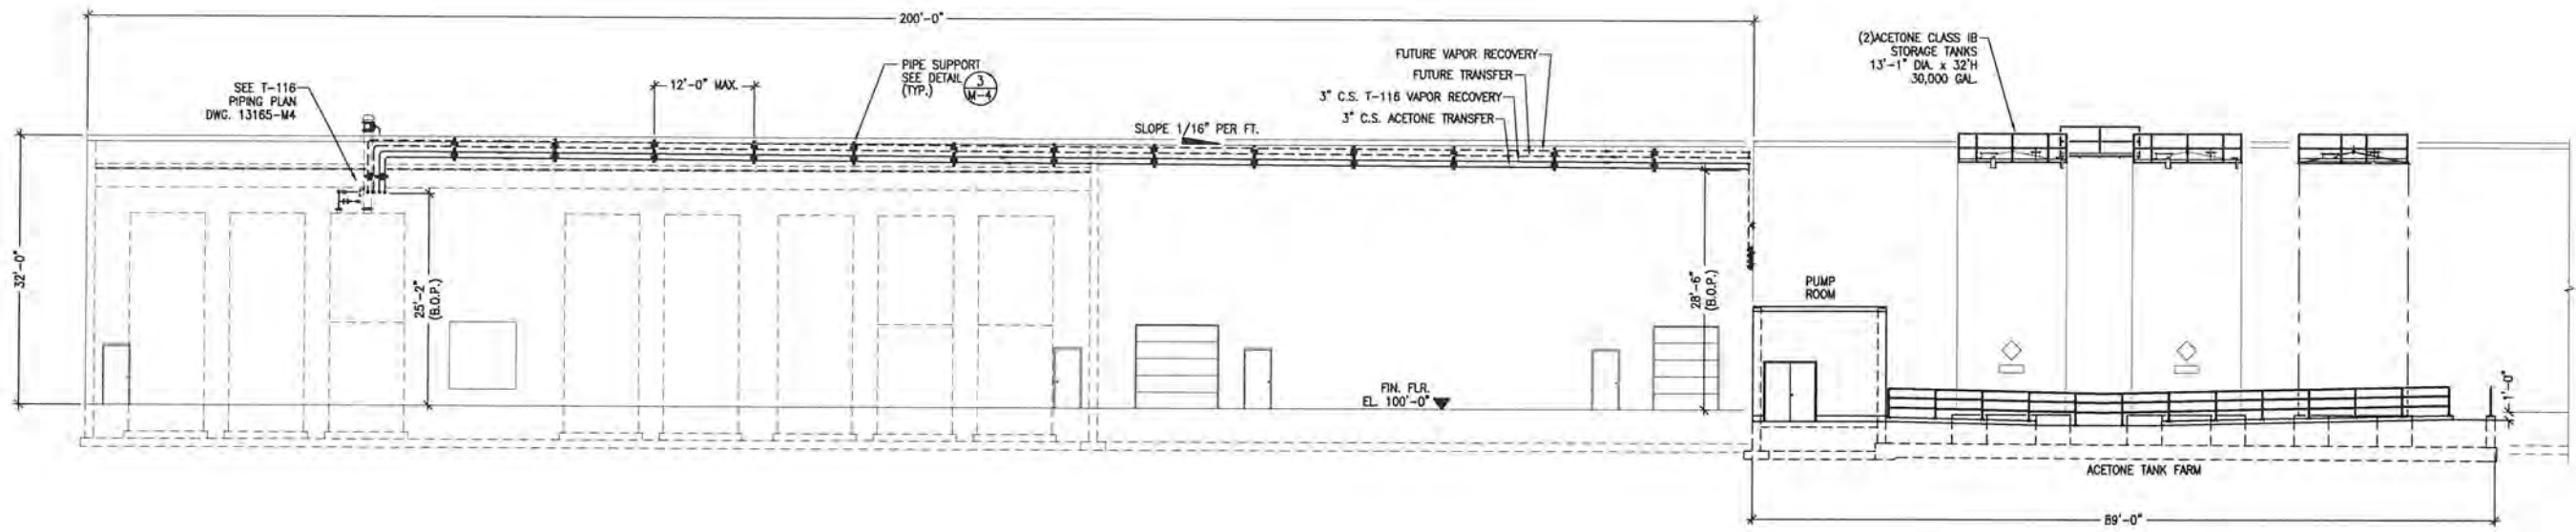 200'-0"
SEE T-116
PIPING PLAN
DWG. 13165-M4
PIPE SUPPORT
SEE DETAIL
(TYP.)
3
M-4
12'-0" MAX.
FUTURE VAPOR RECOVERY
FUTURE TRANSFER
3" C.S. T-116 VAPOR RECOVERY
3" C.S. ACETONE TRANSFER
SLOPE 1/16" PER FT.
(2)ACETONE CLASS IB
STORAGE TANKS
13'-1" DIA. x 32'H
30,000 GAL.
32'-0"
25'-2"
(B.O.P.)
28'-6"
(B.O.P.)
PUMP
ROOM
FIN. FLR.
EL. 100'-0"
1'-0"
ACETONE TANK FARM
89'-0"